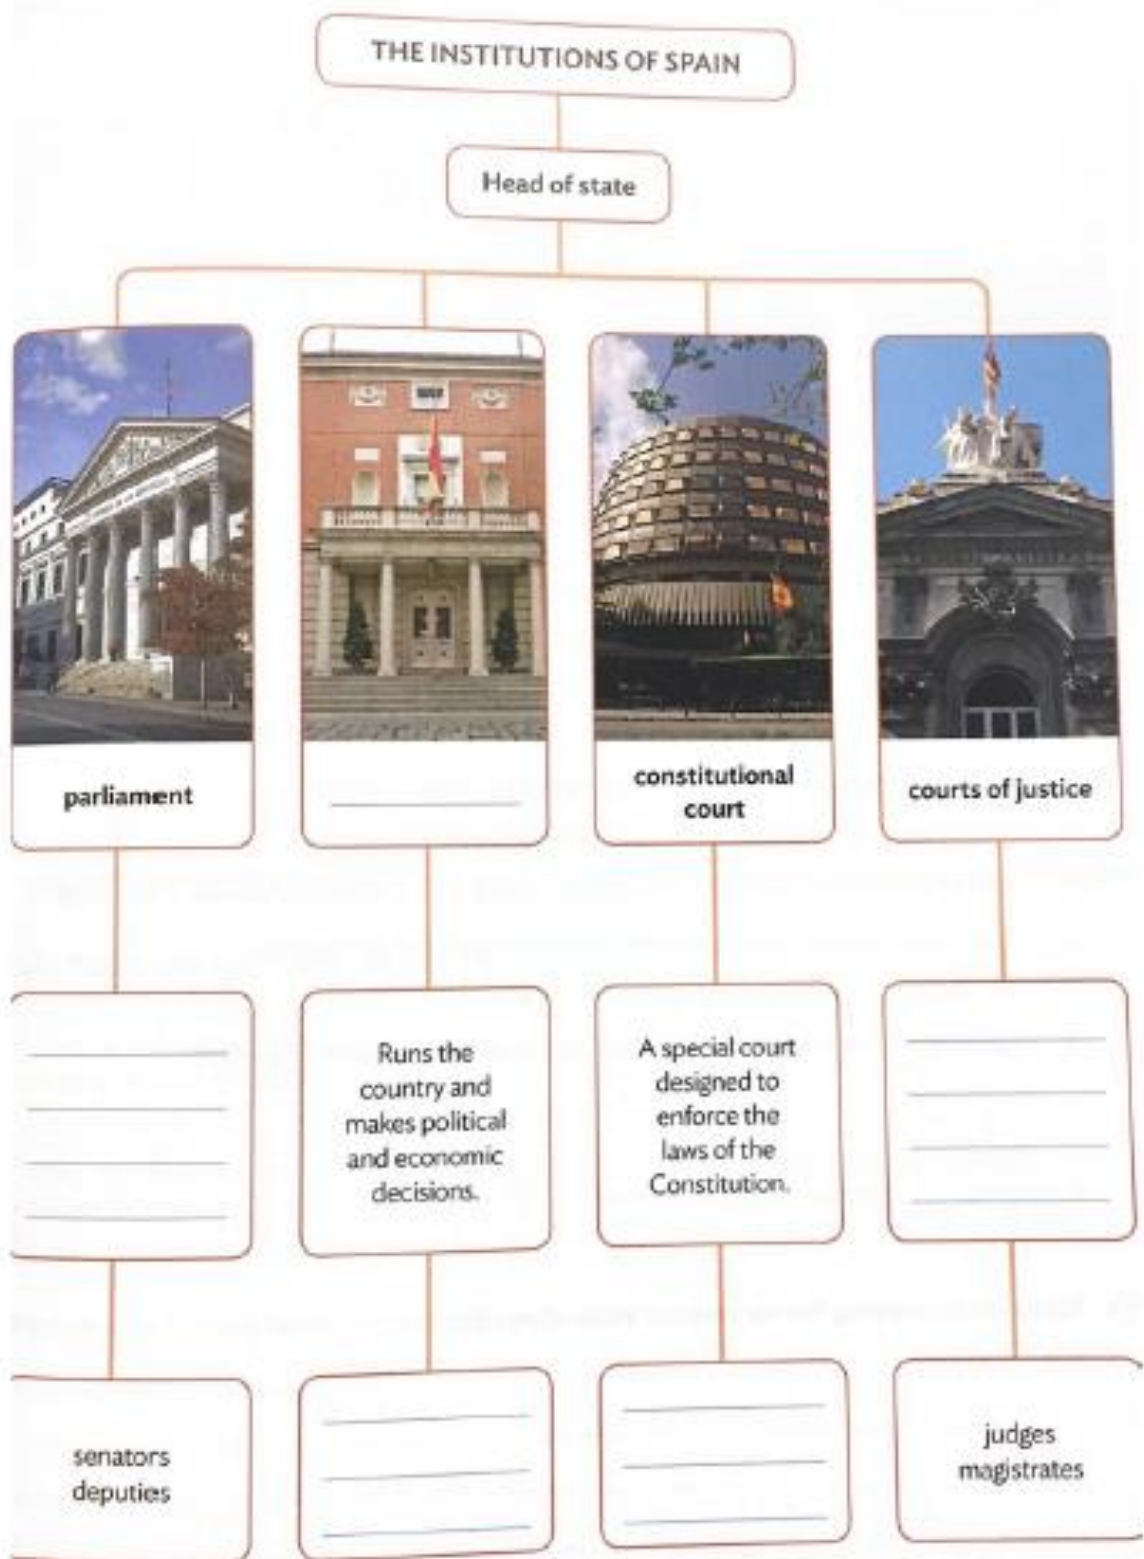 THE INSTITUTIONS OF SPAIN
Head of state
parliament
constitutional
court
courts of justice
Runs the
country and
makes political
and economic
decisions.
A special court
designed to
enforce the
laws of the
Constitution.
senators
deputies
judges
magistrates